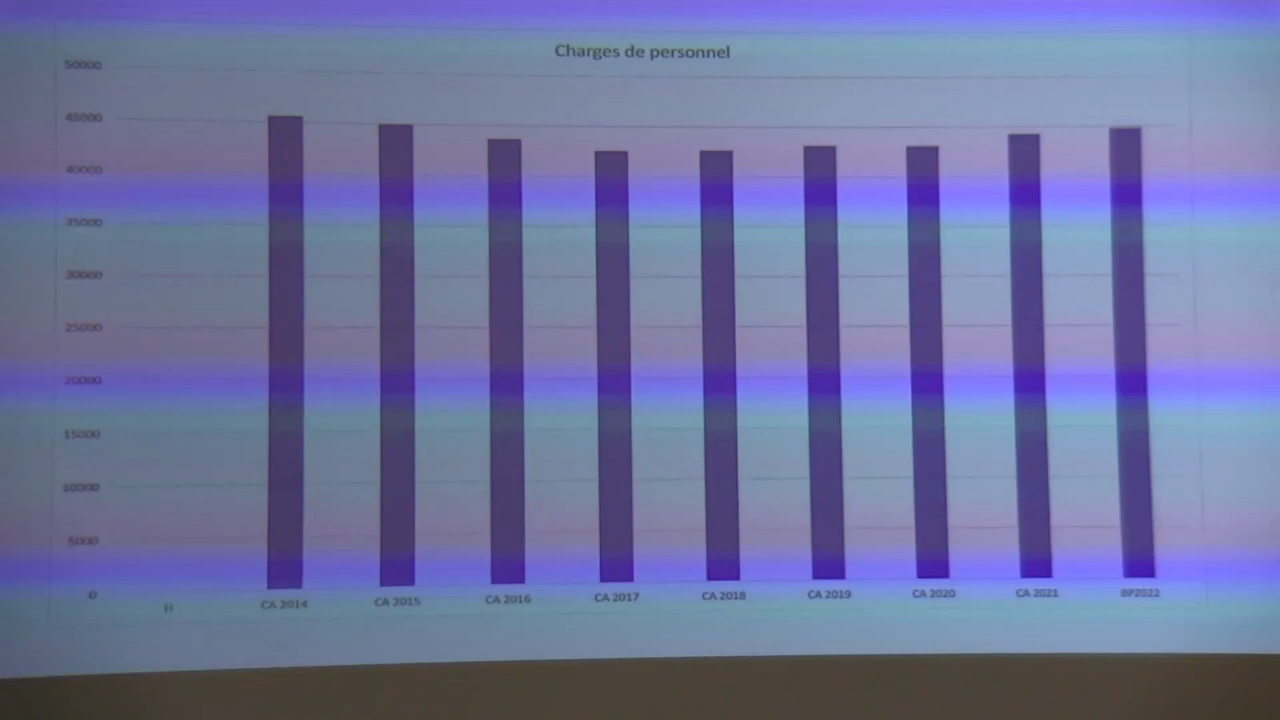 Charges de personnel
50000
45000
40000
35000
30000
25000
20000
15000
10000
5000
0
H
CA 2014
CA 2015
CA 2016
CA 2017
CA 2018
CA 2019
CA 2020
CA 2021
BP2022